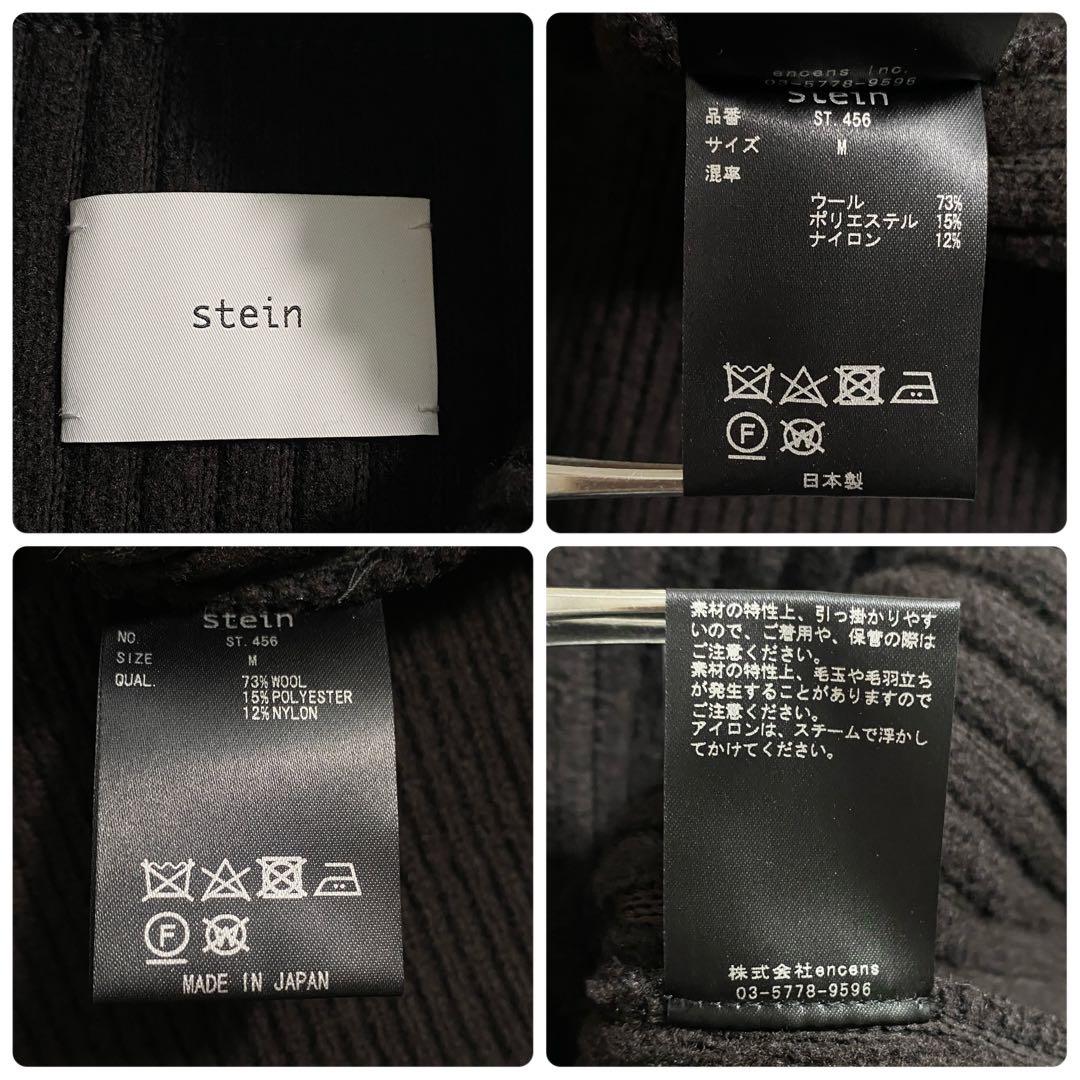 stein
encens inc.
03-5778-9596
stein
品番 ST.456
サイズ M
混率
ウール 73%
ポリエステル 15%
ナイロン 12%
F W
日本製
stein
NO. ST.456
SIZE M
QUAL. 73% WOOL
15% POLYESTER
12% NYLON
F W
MADE IN JAPAN
素材の特性上、引っ掛かりやす
いので、ご着用や、保管の際は
ご注意ください。
素材の特性上、毛玉や毛羽立ち
が発生することがありますので
ご注意ください。
アイロンは、スチームで浮かし
てかけてください。
株式会社encens
03-5778-9596